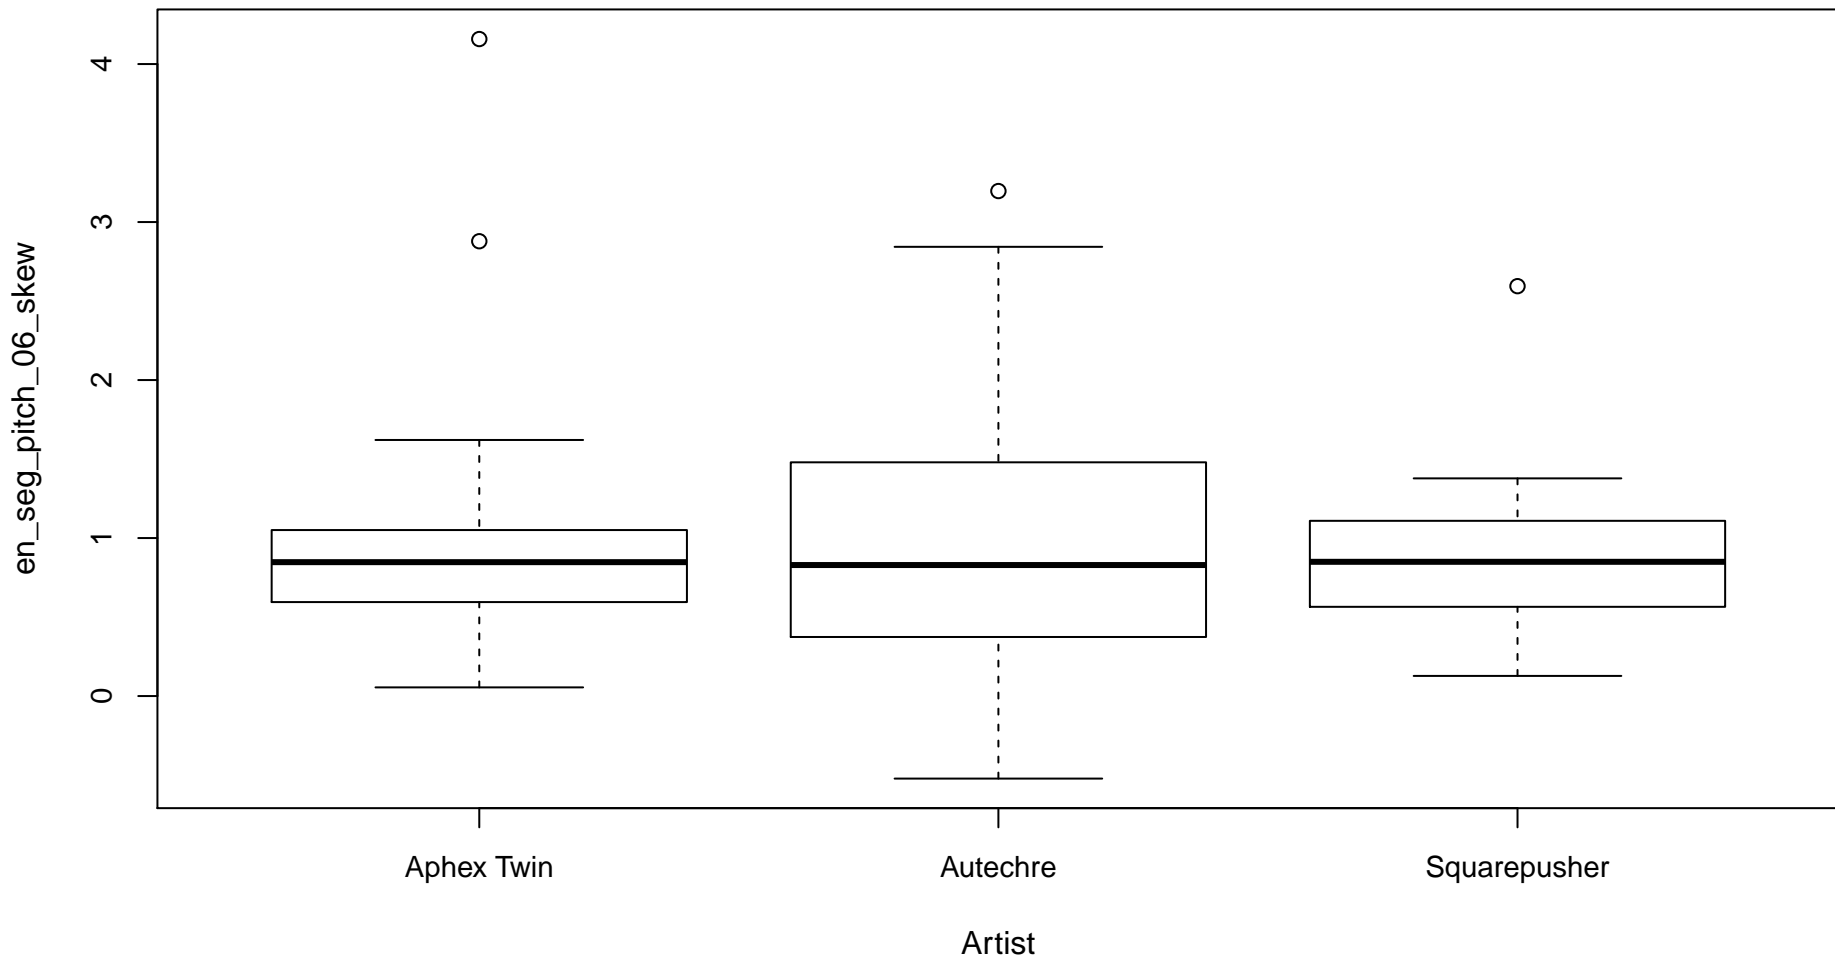 4
3
2
1
0
en_seg_pitch_06_skew
Aphex Twin
Autechre
Squarepusher
Artist